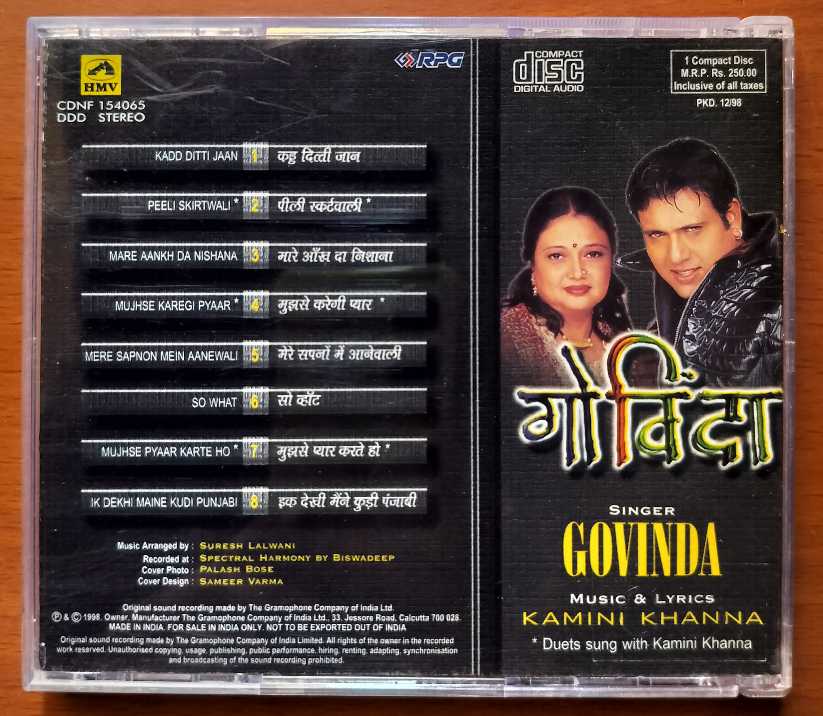 HMV
CDNF 154065
DDD STEREO
RPG
KADD DITTI JAAN 1. कड्ड दित्ती जान
PEELI SKIRTWALI * 2. पीली स्कर्टवाली *
MARE AANKH DA NISHANA 3. मारे आँख दा निशाना
MUJHSE KAREGI PYAAR * 4. मुझसे करेगी प्यार *
MERE SAPNON MEIN AANEWALI 5. मेरे सपनों में आनेवाली
SO WHAT 6. सो व्हॉट
MUJHSE PYAAR KARTE HO * 7. मुझसे प्यार करते हो *
IK DEKHI MAINE KUDI PUNJABI 8. इक देखी मैंने कुड़ी पंजाबी
Music Arranged by : SURESH LALWANI
Recorded at : SPECTRAL HARMONY BY BISWADEEP
Cover Photo : PALASH BOSE
Cover Design : SAMEER VARMA
Original sound recording made by The Gramophone Company of India Ltd.
℗ & © 1998. Owner. Manufacturer The Gramophone Company of India Ltd.. 33. Jessore Road, Calcutta 700 028.
MADE IN INDIA. FOR SALE IN INDIA ONLY. NOT TO BE EXPORTED OUT OF INDIA
Original sound recording made by The Gramophone Company of India Limited. All rights of the owner in the recorded
work reserved. Unauthorised copying, usage, publishing, public performance, hiring, renting, adapting, synchronisation
and broadcasting of the sound recording prohibited.
COMPACT
disc
DIGITAL AUDIO
1 Compact Disc
M.R.P. Rs. 250.00
Inclusive of all taxes
PKD. 12/98
गोविंदा
SINGER
GOVINDA
MUSIC & LYRICS
KAMINI KHANNA
* Duets sung with Kamini Khanna